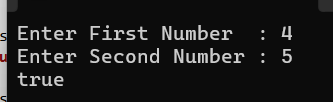 Enter First Number  : 4
Enter Second Number : 5
true